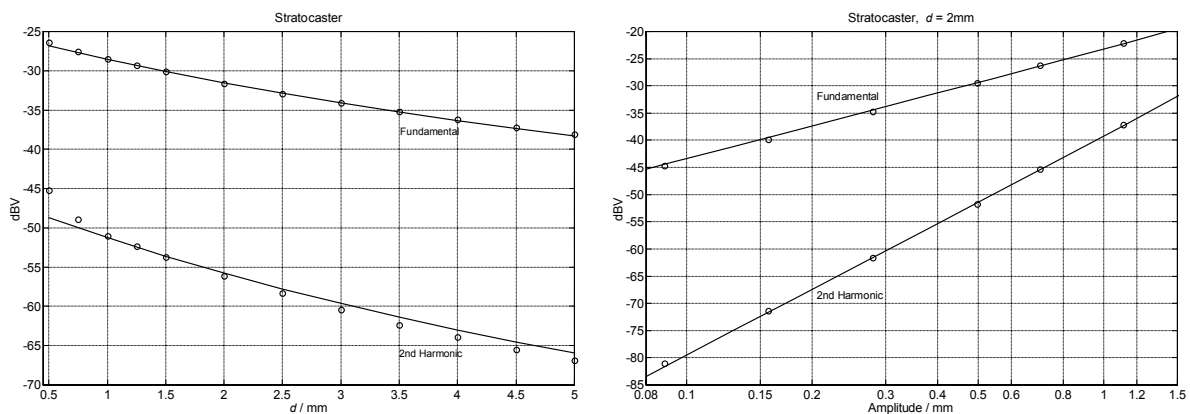 Stratocaster
-25
-30
-35
-40
-45
-50
-55
-60
-65
-70
dBV
Fundamental
2nd Harmonic
0.5 1 1.5 2 2.5 3 3.5 4 4.5 5
d / mm
Stratocaster, d = 2mm
-20
-25
-30
-35
-40
-45
-50
-55
-60
-65
-70
-75
-80
-85
dBV
Fundamental
2nd Harmonic
0.08 0.1 0.15 0.2 0.3 0.4 0.5 0.6 0.8 1.0 1.2 1.5
Amplitude / mm